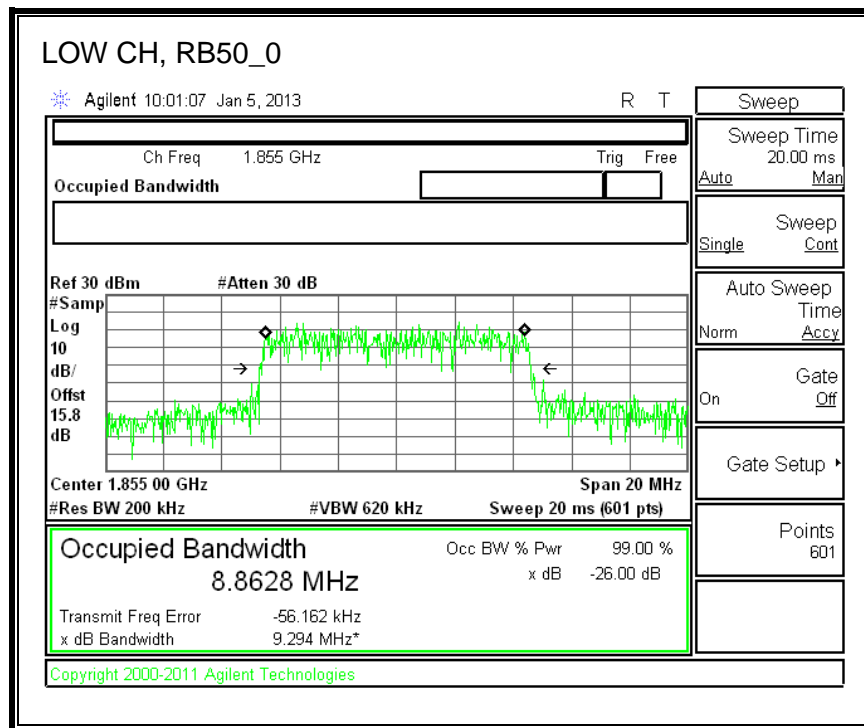 LOW CH, RB50_0
Agilent 10:01:07 Jan 5, 2013 R T
Ch Freq 1.855 GHz Trig Free
Occupied Bandwidth
Ref 30 dBm #Atten 30 dB
#Samp
Log
10
dB/
Offst
15.8
dB
Center 1.855 00 GHz Span 20 MHz
#Res BW 200 kHz #VBW 620 kHz Sweep 20 ms (601 pts)
Occupied Bandwidth Occ BW % Pwr 99.00 %
8.8628 MHz x dB -26.00 dB
Transmit Freq Error -56.162 kHz
x dB Bandwidth 9.294 MHz*
Copyright 2000-2011 Agilent Technologies
Sweep
Sweep Time
20.00 ms
Auto Man
Sweep
Single Cont
Auto Sweep
Time
Norm Accy
Gate
On Off
Gate Setup
Points
601